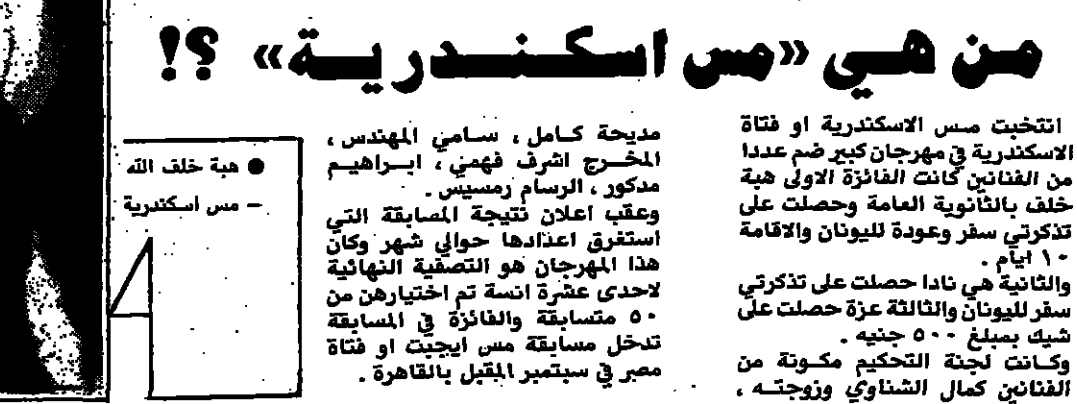 من هي «مس اسكندرية» ؟!
انتخبت مس الاسكندرية او فتاة
الاسكندرية في مهرجان كبير ضم عددا
من الفنانين كانت الفائزة الاولى هبة
خلف بالثانوية العامة وحصلت على
تذكرتي سفر وعودة لليونان والاقامة
١٠ ايام .
والثانية هي نادا حصلت على تذكرتي
سفر لليونان والثالثة عزة حصلت على
شيك بمبلغ ٥٠٠ جنيه .
وكانت لجنة التحكيم مكونة من
الفنانين كمال الشناوي وزوجته ،
مديحة كامل ، سامي المهندس ،
المخرج اشرف فهمي ، ابراهيم
مدكور ، الرسام رمسيس .
وعقب اعلان نتيجة المسابقة التي
استغرق اعدادها حوالي شهر وكان
هذا المهرجان هو التصفية النهائية
لاحدى عشرة انسة تم اختيارهن من
٥٠ متسابقة والفائزة في المسابقة
تدخل مسابقة مس ايجبت او فتاة
مصر في سبتمبر المقبل بالقاهرة .
● هبة خلف الله
– مس اسكندرية